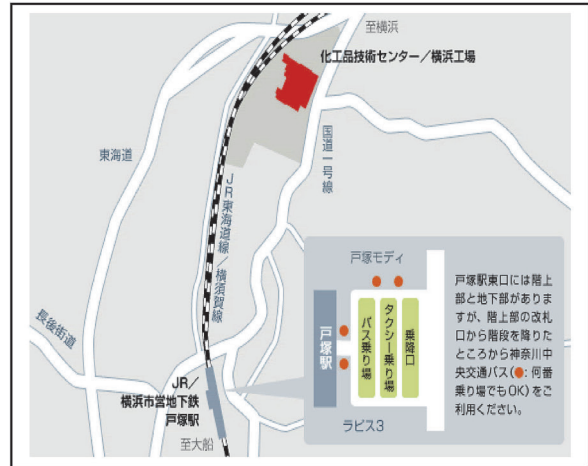 至横浜
化工品技術センター／横浜工場
東海道
国道一号線
JR東海道線／横須賀線
長後街道
JR／
横浜市営地下鉄
戸塚駅
至大船
戸塚モディ
戸塚駅
バス乗り場
タクシー乗り場
乗降口
ラピス3
戸塚駅東口には階上
部と地下部がありま
すが、階上部の改札
口から階段を降りた
ところから神奈川中
央交通バス(●:何番
乗り場でもOK)をご
利用ください。